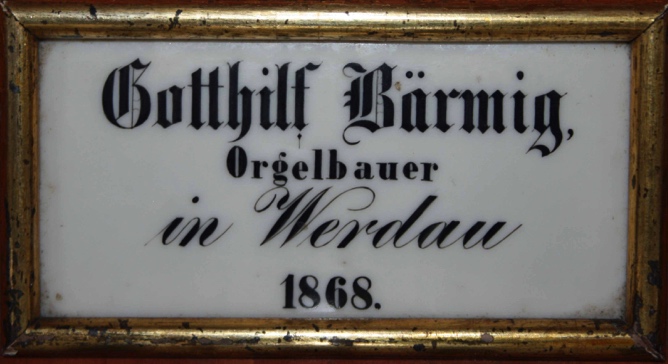 Gotthilf Bärmig,
Orgelbauer
in Werdau
1868.